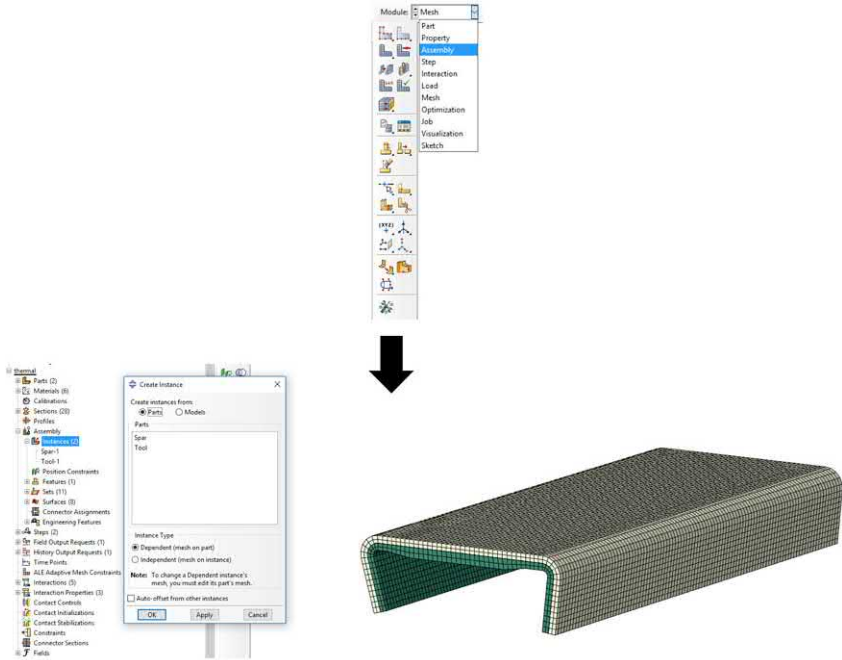 Module: Mesh
Part
Property
Assembly
Step
Interaction
Load
Mesh
Optimization
Job
Visualization
Sketch
(XYZ)
thermal
Parts (2)
Materials (6)
Calibrations
Sections (28)
Profiles
Assembly
Instances (2)
Spar-1
Tool-1
Position Constraints
Features (1)
Sets (11)
Surfaces (8)
Connector Assignments
Engineering Features
Steps (2)
Field Output Requests (1)
History Output Requests (1)
Time Points
ALE Adaptive Mesh Constraints
Interactions (5)
Interaction Properties (3)
Contact Controls
Contact Initializations
Contact Stabilizations
Constraints
Connector Sections
Fields
Create Instance
Create instances from:
Parts Models
Parts
Spar
Tool
Instance Type
Dependent (mesh on part)
Independent (mesh on instance)
Note: To change a Dependent instance's
mesh, you must edit its part's mesh.
Auto-offset from other instances
OK Apply Cancel